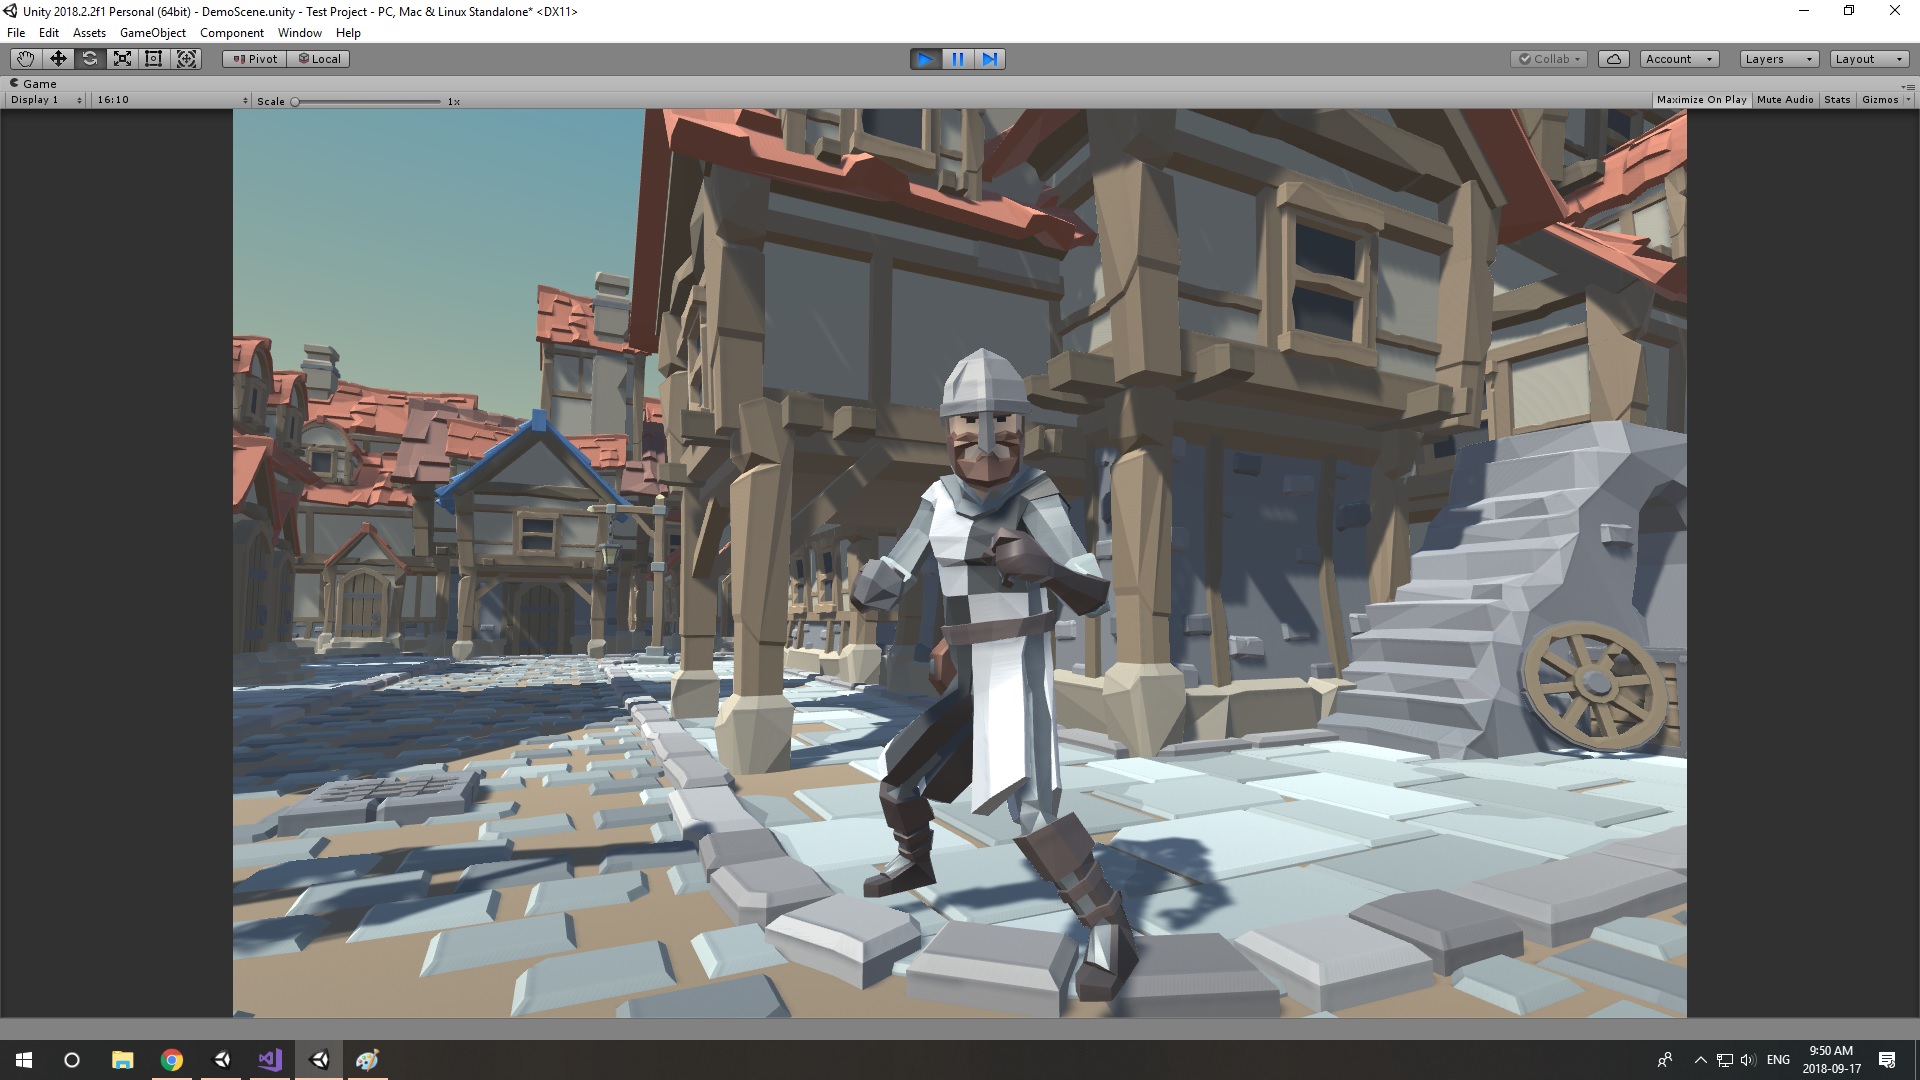 Unity 2018.2.2f1 Personal (64bit) - DemoScene.unity - Test Project - PC, Mac & Linux Standalone* <DX11>
File Edit Assets GameObject Component Window Help
Pivot Local Collab Account Layers Layout
Game
Display 1 16:10 Scale 1x Maximize On Play Mute Audio Stats Gizmos
ENG
9:50 AM
2018-09-17